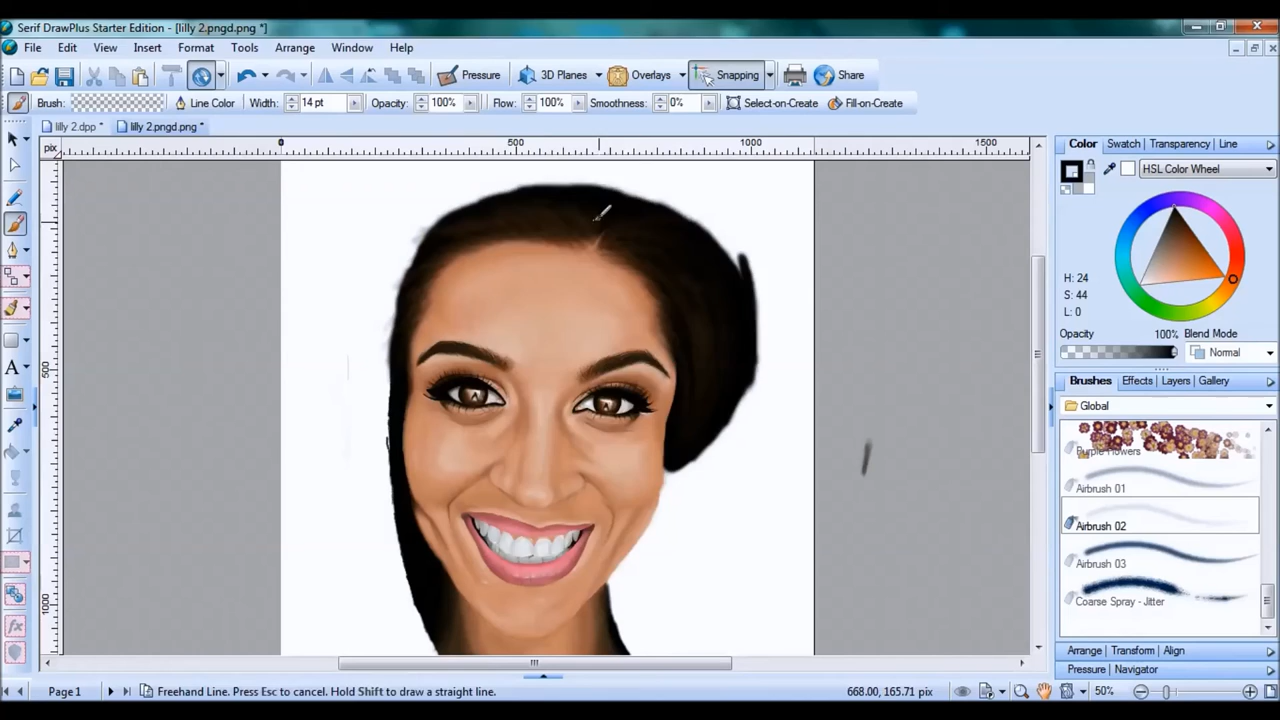 Serif DrawPlus Starter Edition - [lilly 2.pngd.png *]
File Edit View Insert Format Tools Arrange Window Help
Pressure 3D Planes Overlays Snapping Share
Brush: Line Color Width: 14 pt Opacity: 100% Flow: 100% Smoothness: 0% Select-on-Create Fill-on-Create
lilly 2.dpp * lilly 2.pngd.png *
pix 0 500 1000 1500
500
1000
Color Swatch Transparency Line
HSL Color Wheel
H: 24
S: 44
L: 0
Opacity 100% Blend Mode
Normal
Brushes Effects Layers Gallery
Global
Purple Flowers
Airbrush 01
Airbrush 02
Airbrush 03
Coarse Spray - Jitter
Arrange Transform Align
Pressure Navigator
A
fx
Page 1 Freehand Line. Press Esc to cancel. Hold Shift to draw a straight line. 668.00, 165.71 pix 50%